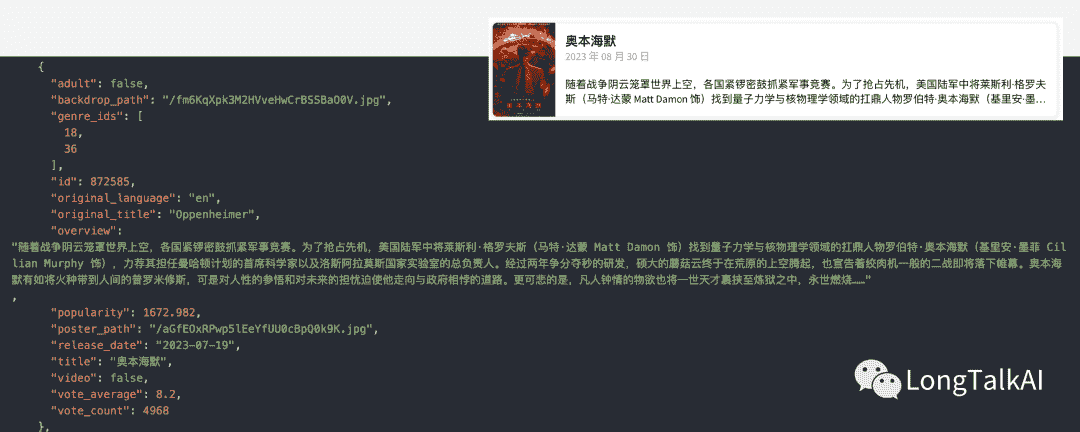 奥本海默
2023 年 08 月 30 日
随着战争阴云笼罩世界上空，各国紧锣密鼓抓紧军事竞赛。为了抢占先机，美国陆军中将莱斯利·格罗夫
斯（马特·达蒙 Matt Damon 饰）找到量子力学与核物理学领域的扛鼎人物罗伯特·奥本海默（基里安·墨…
{
"adult": false,
"backdrop_path": "/fm6KqXpk3M2HVveHwCrBSSBaO0V.jpg",
"genre_ids": [
18,
36
],
"id": 872585,
"original_language": "en",
"original_title": "Oppenheimer",
"overview":
"随着战争阴云笼罩世界上空，各国紧锣密鼓抓紧军事竞赛。为了抢占先机，美国陆军中将莱斯利·格罗夫斯（马特·达蒙 Matt Damon 饰）找到量子力学与核物理学领域的扛鼎人物罗伯特·奥本海默（基里安·墨菲 Cil
lian Murphy 饰），力荐其担任曼哈顿计划的首席科学家以及洛斯阿拉莫斯国家实验室的总负责人。经过两年争分夺秒的研发，硕大的蘑菇云终于在荒原的上空腾起，也宣告着绞肉机一般的二战即将落下帷幕。奥本海
默有如将火种带到人间的普罗米修斯，可是对人性的参悟和对未来的担忧迫使他走向与政府相悖的道路。更可悲的是，凡人钟情的物欲也将一世天才裹挟至炼狱之中，永世燃烧……"
,
"popularity": 1672.982,
"poster_path": "/aGfEOxRPwp5lEeYfUU0cBpQ0k9K.jpg",
"release_date": "2023-07-19",
"title": "奥本海默",
"video": false,
"vote_average": 8.2,
"vote_count": 4968
},
LongTalkAI